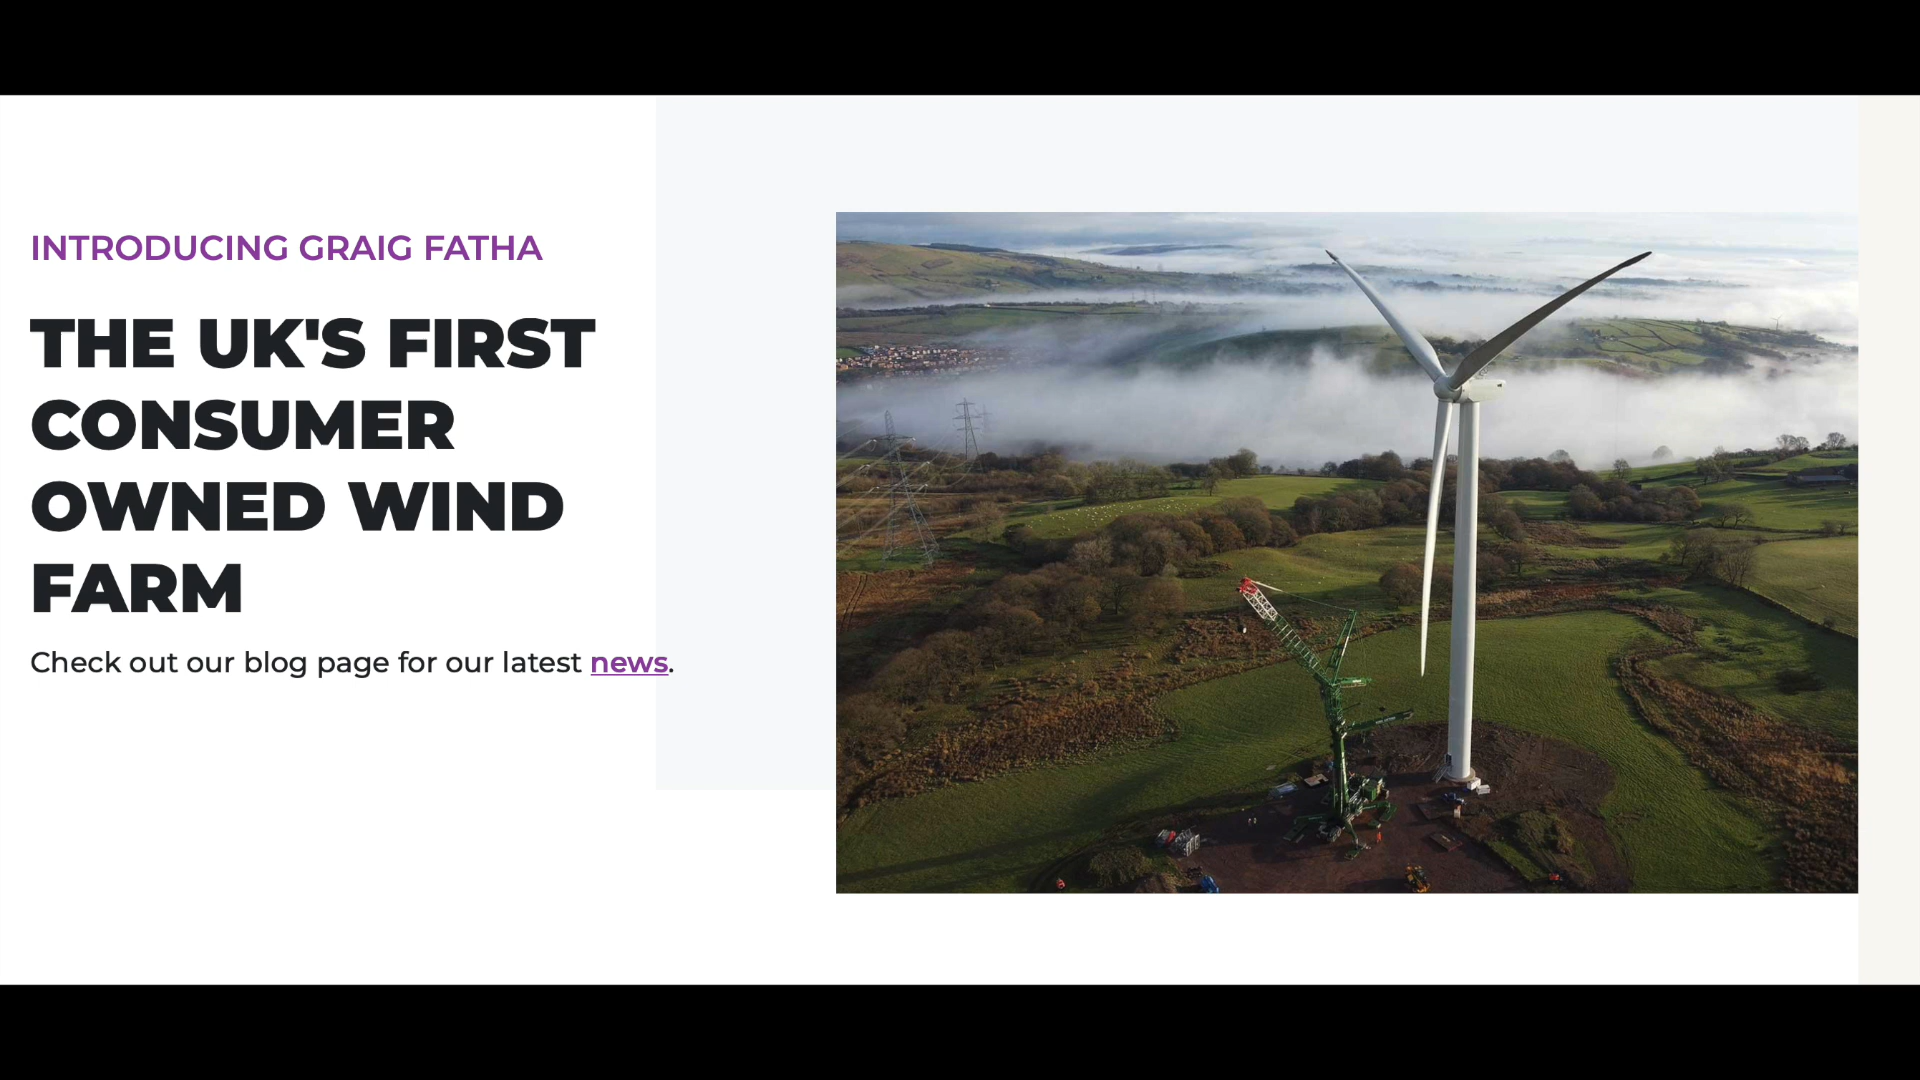 INTRODUCING GRAIG FATHA
THE UK'S FIRST
CONSUMER
OWNED WIND
FARM
Check out our blog page for our latest news.